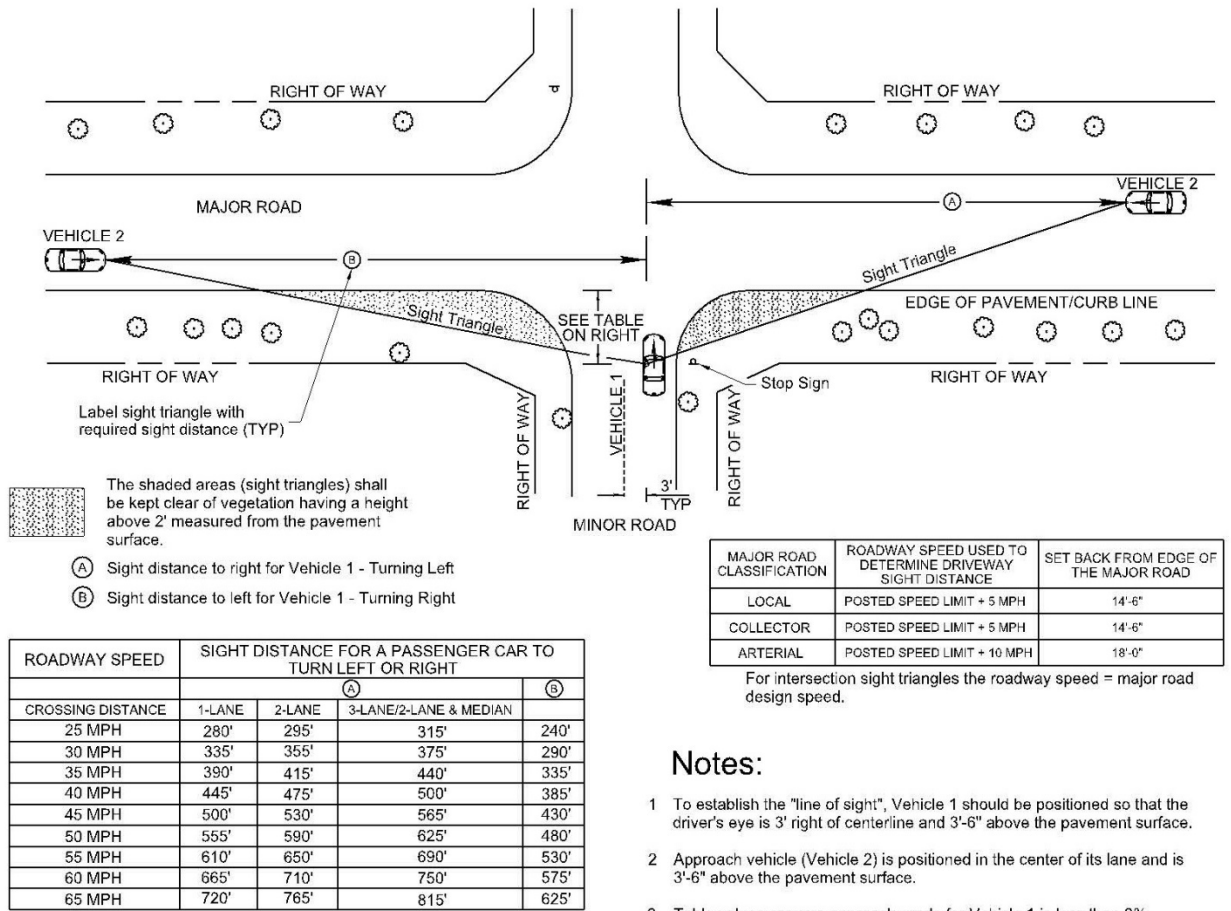 RIGHT OF WAY
RIGHT OF WAY
VEHICLE 2
MAJOR ROAD
A
VEHICLE 2
B
Sight Triangle
Sight Triangle
SEE TABLE
ON RIGHT
EDGE OF PAVEMENT/CURB LINE
RIGHT OF WAY
Stop Sign
RIGHT OF WAY
Label sight triangle with
required sight distance (TYP)
VEHICLE 1
RIGHT OF WAY
RIGHT OF WAY
3'
TYP
MINOR ROAD
The shaded areas (sight triangles) shall
be kept clear of vegetation having a height
above 2' measured from the pavement
surface.
A Sight distance to right for Vehicle 1 - Turning Left
B Sight distance to left for Vehicle 1 - Turning Right
MAJOR ROAD CLASSIFICATION ROADWAY SPEED USED TO DETERMINE DRIVEWAY SIGHT DISTANCE SET BACK FROM EDGE OF THE MAJOR ROAD
LOCAL POSTED SPEED LIMIT + 5 MPH 14'-6"
COLLECTOR POSTED SPEED LIMIT + 5 MPH 14'-6"
ARTERIAL POSTED SPEED LIMIT + 10 MPH 18'-0"
For intersection sight triangles the roadway speed = major road
design speed.
ROADWAY SPEED SIGHT DISTANCE FOR A PASSENGER CAR TO TURN LEFT OR RIGHT
A B
CROSSING DISTANCE 1-LANE 2-LANE 3-LANE/2-LANE & MEDIAN
25 MPH 280' 295' 315' 240'
30 MPH 335' 355' 375' 290'
35 MPH 390' 415' 440' 335'
40 MPH 445' 475' 500' 385'
45 MPH 500' 530' 565' 430'
50 MPH 555' 590' 625' 480'
55 MPH 610' 650' 690' 530'
60 MPH 665' 710' 750' 575'
65 MPH 720' 765' 815' 625'
Notes:
1 To establish the "line of sight", Vehicle 1 should be positioned so that the
driver's eye is 3' right of centerline and 3'-6" above the pavement surface.
2 Approach vehicle (Vehicle 2) is positioned in the center of its lane and is
3'-6" above the pavement surface.